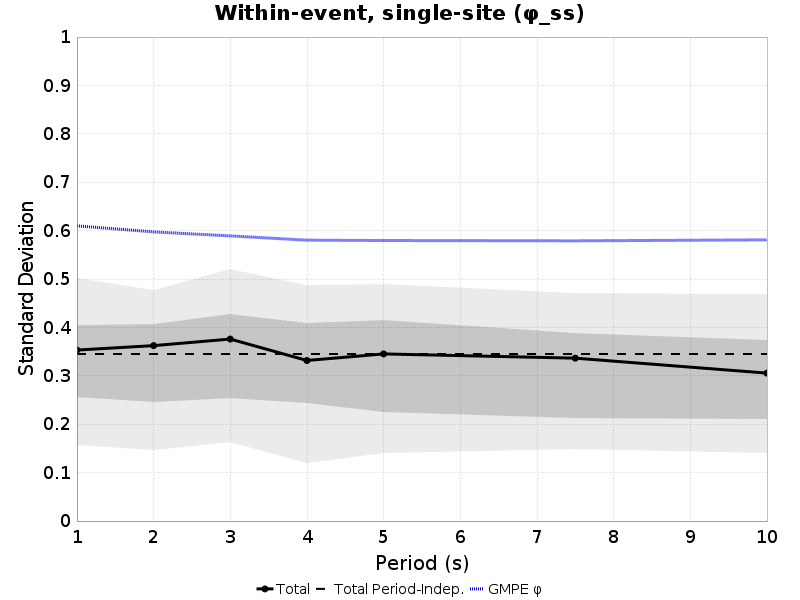 Within-event, single-site (φ_ss)
1
0.9
0.8
0.7
0.6
0.5
0.4
0.3
0.2
0.1
0
Standard Deviation
1 2 3 4 5 6 7 8 9 10
Period (s)
Total Total Period-Indep. GMPE φ